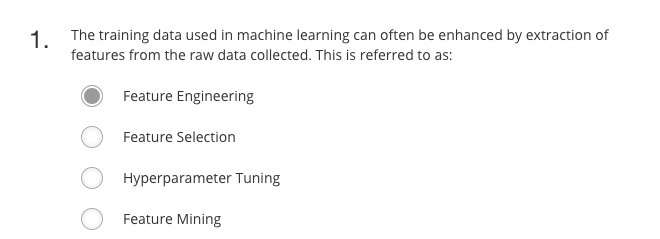 1. The training data used in machine learning can often be enhanced by extraction of
features from the raw data collected. This is referred to as:
Feature Engineering
Feature Selection
Hyperparameter Tuning
Feature Mining